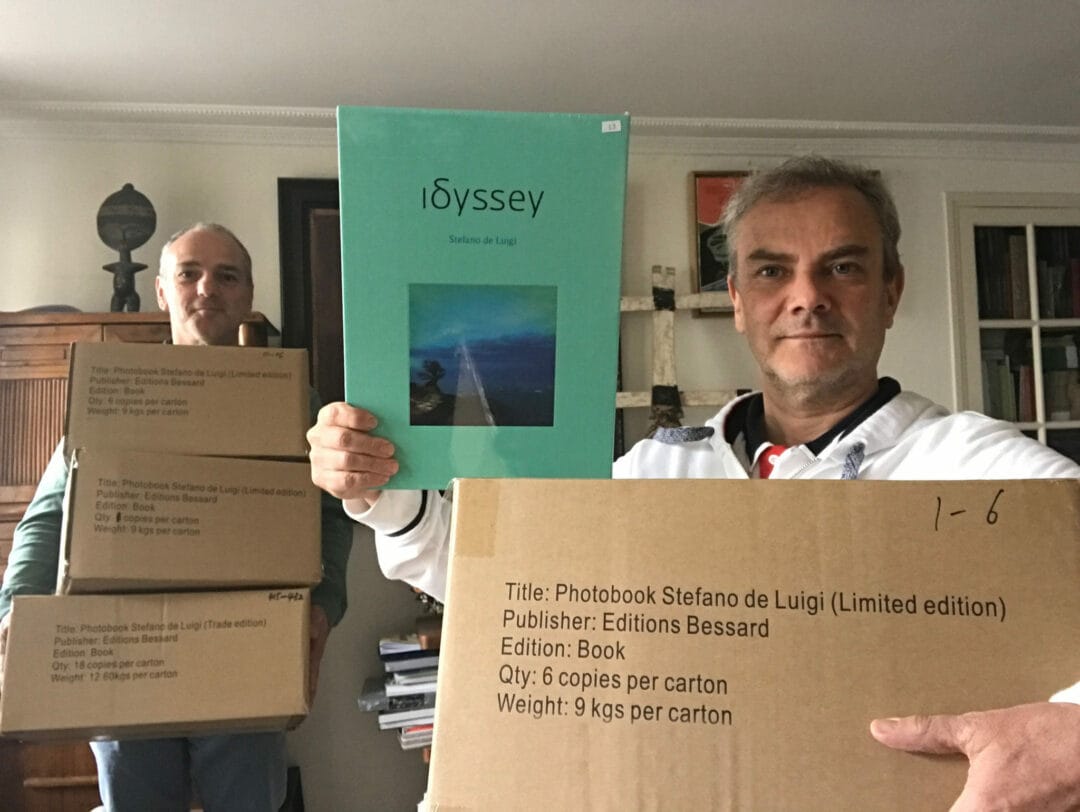 ιδyssey
Stefano de Luigi
Title: Photobook Stefano de Luigi (Limited edition)
Publisher: Editions Bessard
Edition: Book
Qty: 6 copies per carton
Weight: 9 kgs per carton
Title: Photobook Stefano de Luigi (Limited edition)
Publisher: Editions Bessard
Edition: Book
Qty: copies per carton
Weight: 9 kgs per carton
415-432
Title: Photobook Stefano de Luigi (Trade edition)
Publisher: Editions Bessard
Edition: Book
Qty: 18 copies per carton
Weight: 12.60kgs per carton
1-6
Title: Photobook Stefano de Luigi (Limited edition)
Publisher: Editions Bessard
Edition: Book
Qty: 6 copies per carton
Weight: 9 kgs per carton